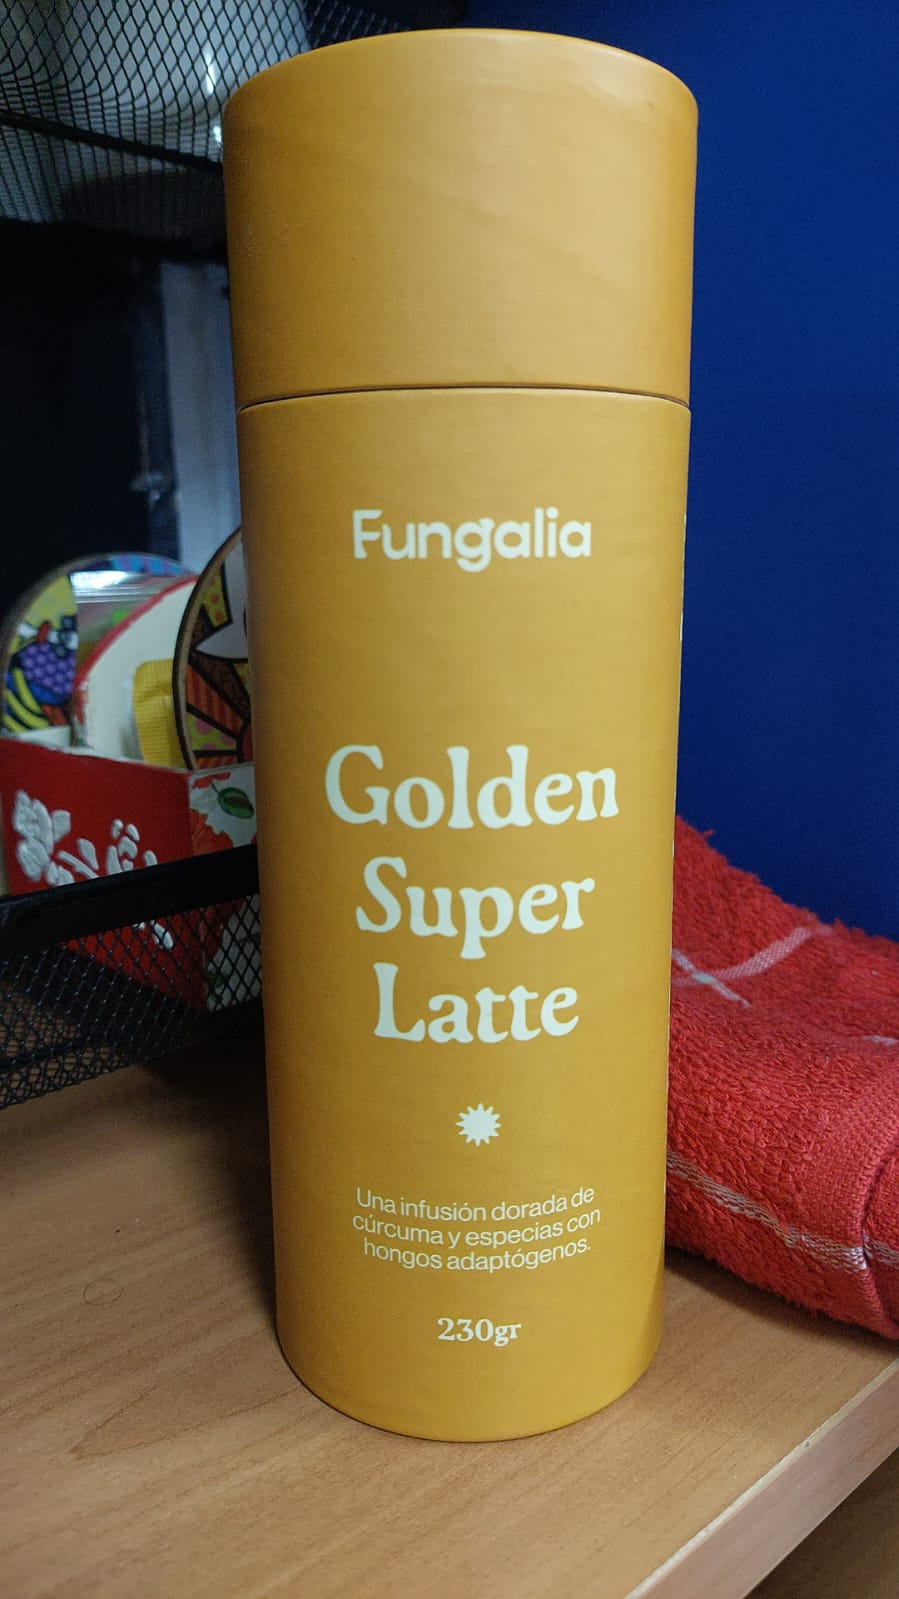 Fungalia
Golden
Super
Latte
Una infusión dorada de
cúrcuma y especias con
hongos adaptógenos.
230gr